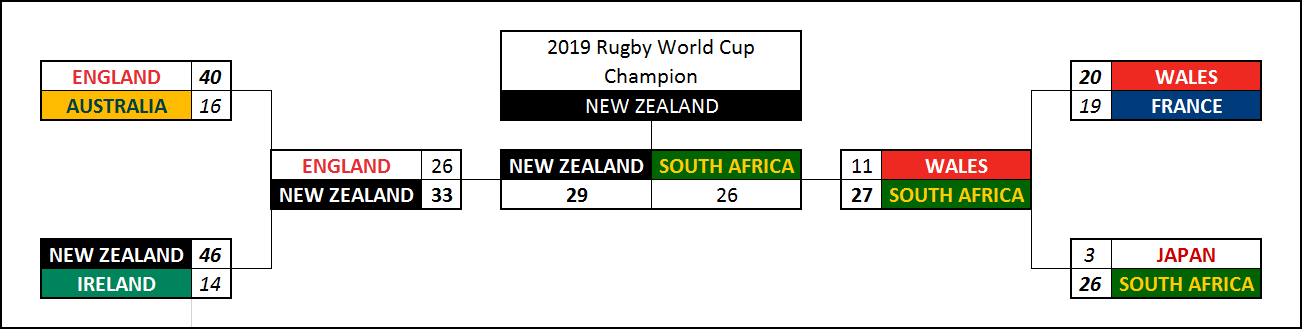 2019 Rugby World Cup
Champion
NEW ZEALAND
ENGLAND 40
AUSTRALIA 16
20 WALES
19 FRANCE
ENGLAND 26
NEW ZEALAND 33
NEW ZEALAND SOUTH AFRICA
29 26
11 WALES
27 SOUTH AFRICA
NEW ZEALAND 46
IRELAND 14
3 JAPAN
26 SOUTH AFRICA